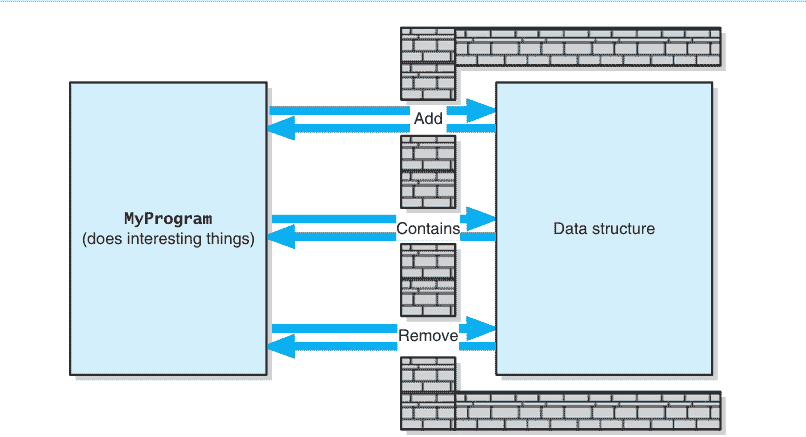 Add
MyProgram
(does interesting things)
Contains
Data structure
Remove